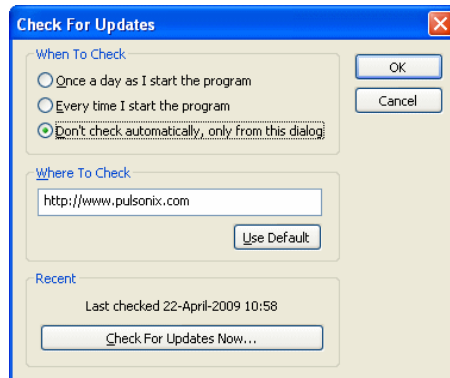 Check For Updates
When To Check
Once a day as I start the program
Every time I start the program
Don't check automatically, only from this dialog
OK
Cancel
Where To Check
http://www.pulsonix.com
Use Default
Recent
Last checked 22-April-2009 10:58
Check For Updates Now...